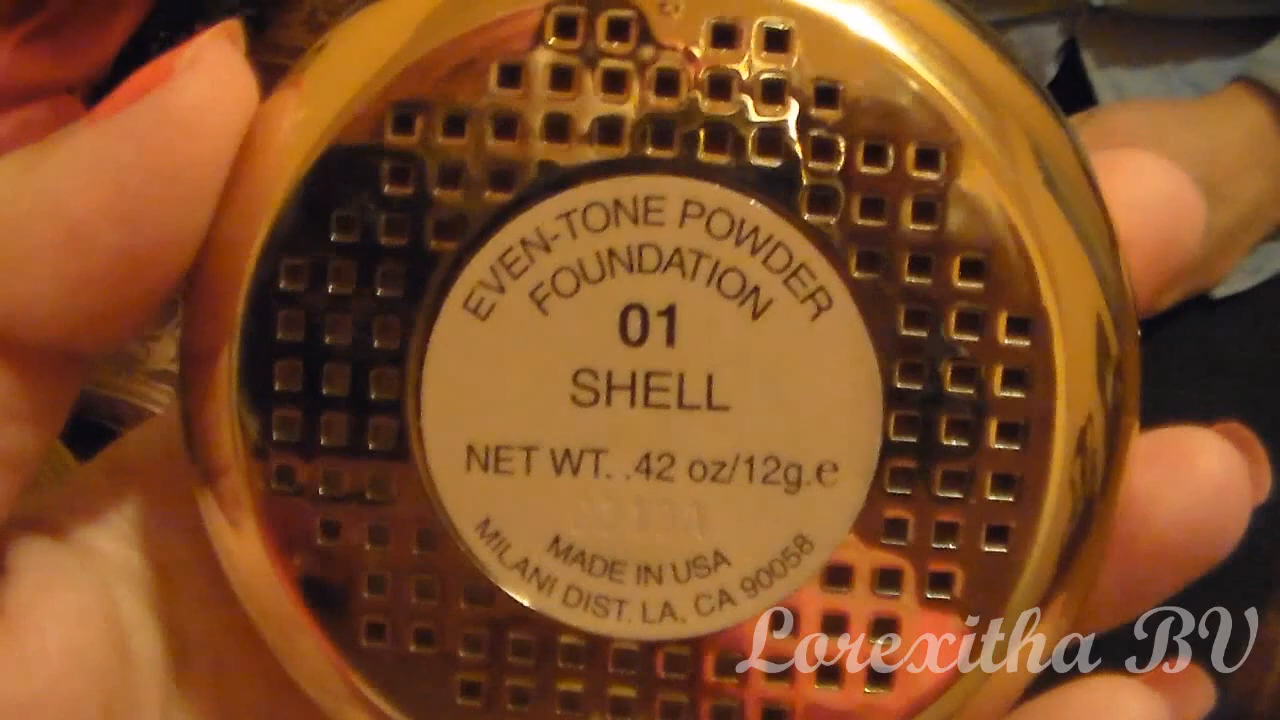 EVEN-TONE POWDER
FOUNDATION
01
SHELL
NET WT. .42 oz/12g.e
MADE IN USA
MILANI DIST. LA, CA 90058
Lorexitha BV